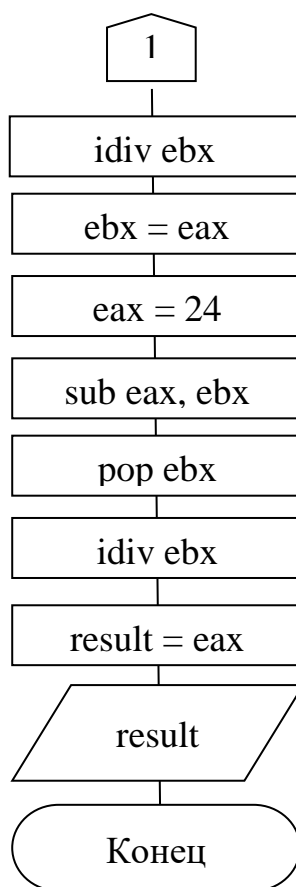 1
idiv ebx
ebx = eax
eax = 24
sub eax, ebx
pop ebx
idiv ebx
result = eax
result
Конец